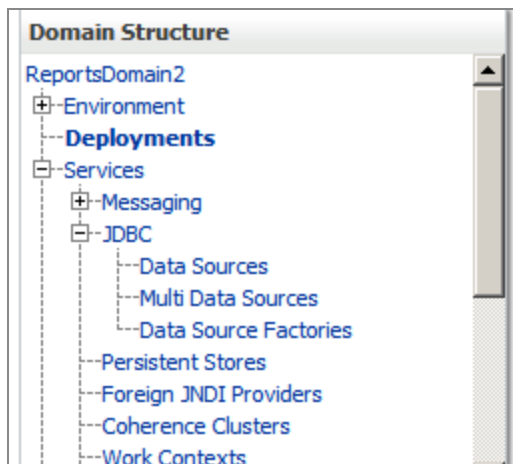 Domain Structure
ReportsDomain2
Environment
Deployments
Services
Messaging
JDBC
Data Sources
Multi Data Sources
Data Source Factories
Persistent Stores
Foreign JNDI Providers
Coherence Clusters
Work Contexts